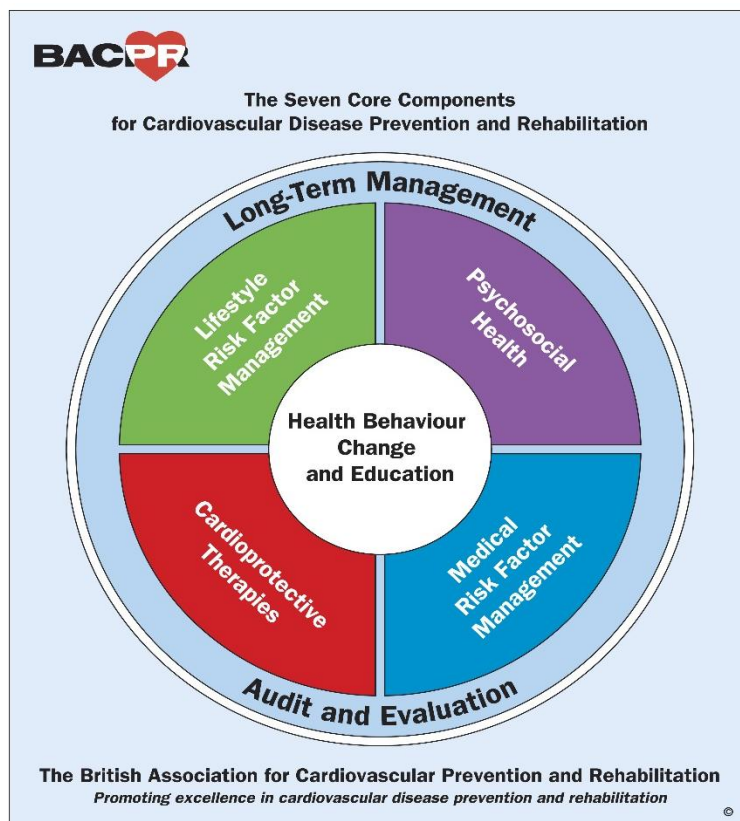 BACPR
The Seven Core Components
for Cardiovascular Disease Prevention and Rehabilitation
Long-Term Management
Lifestyle
Risk Factor
Management
Psychosocial
Health
Health Behaviour
Change
and Education
Cardioprotective
Therapies
Medical
Risk Factor
Management
Audit and Evaluation
The British Association for Cardiovascular Prevention and Rehabilitation
Promoting excellence in cardiovascular disease prevention and rehabilitation
©